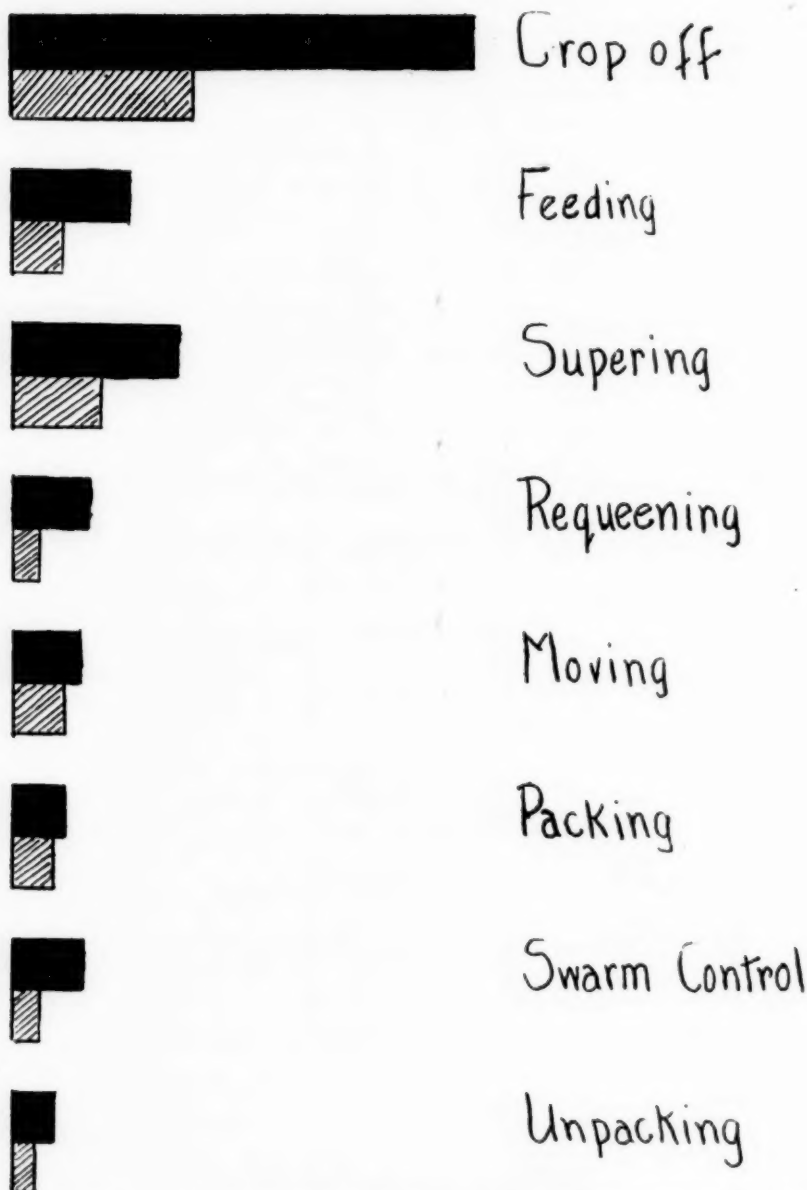 Crop off
Feeding
Supering
Requeening
Moving
Packing
Swarm Control
Unpacking